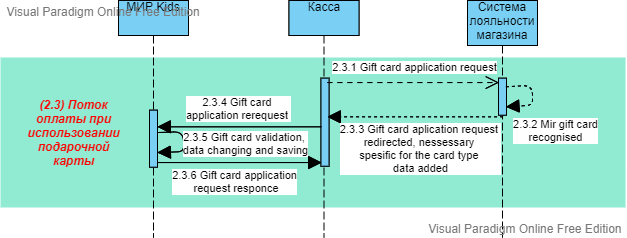 Visual Paradigm Online Free Edition
МИР Kids
Касса
Система
лояльности
магазина
2.3.1 Gift card application request
(2.3) Поток
оплаты при
использовании
подарочной
карты
2.3.4 Gift card
application rerequest
2.3.2 Mir gift card
recognised
2.3.3 Gift card aplication request
redirected, nessessary
spesific for the card type
data added
2.3.5 Gift card validation,
data changing and saving
2.3.6 Gift card application
request responce
Visual Paradigm Online Free Edition